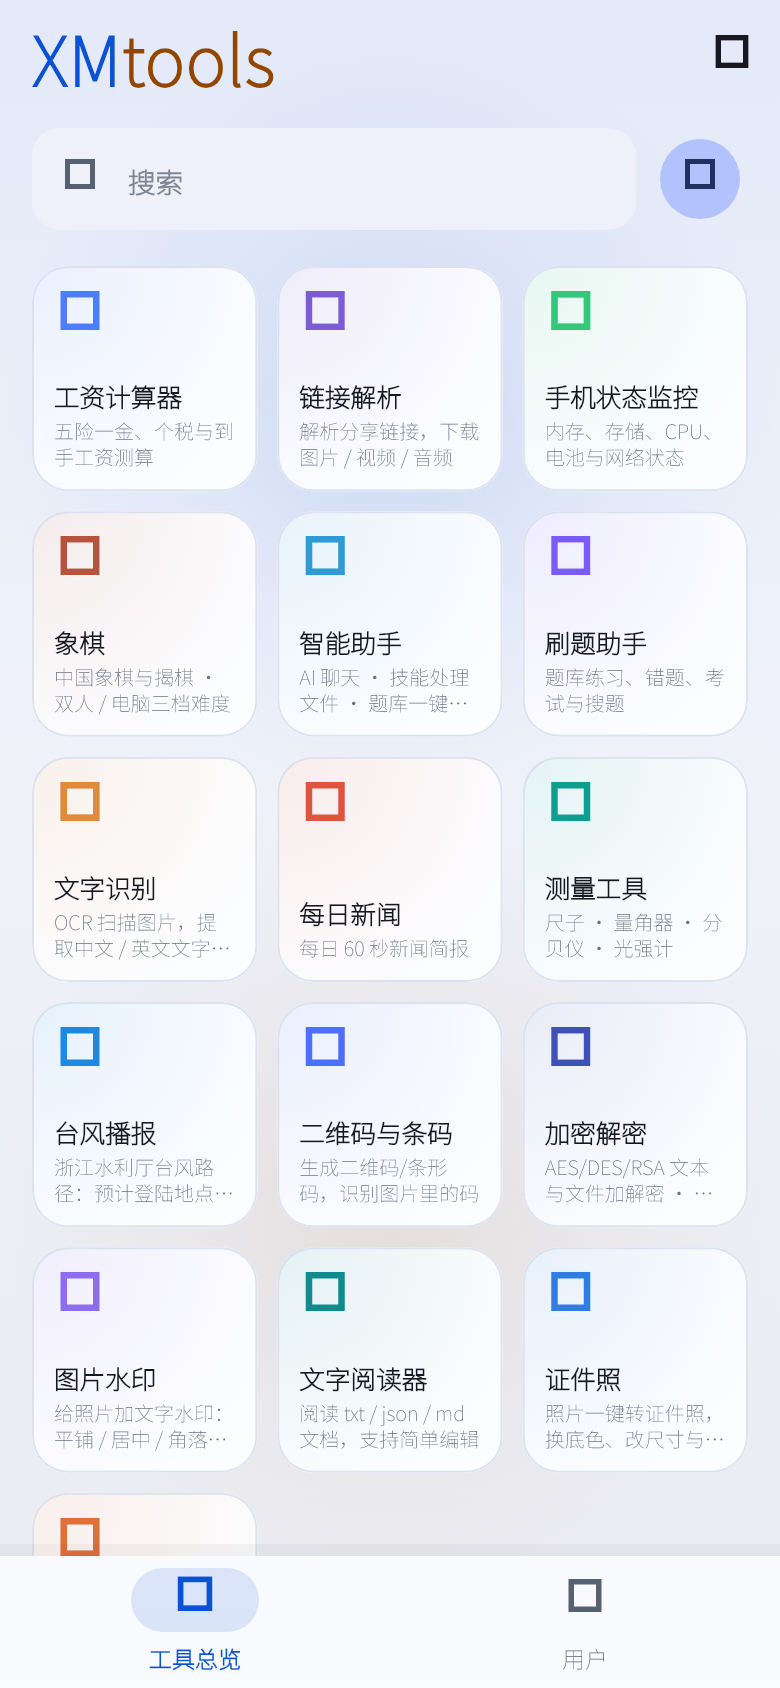 XMtools
搜索
工资计算器
五险一金、个税与到
手工资测算
链接解析
解析分享链接，下载
图片 / 视频 / 音频
手机状态监控
内存、存储、CPU、
电池与网络状态
象棋
中国象棋与揭棋 ·
双人 / 电脑三档难度
智能助手
AI 聊天 · 技能处理
文件 · 题库一键…
刷题助手
题库练习、错题、考
试与搜题
文字识别
OCR 扫描图片，提
取中文 / 英文文字…
每日新闻
每日 60 秒新闻简报
测量工具
尺子 · 量角器 · 分
贝仪 · 光强计
台风播报
浙江水利厅台风路
径：预计登陆地点…
二维码与条码
生成二维码/条形
码，识别图片里的码
加密解密
AES/DES/RSA 文本
与文件加解密 · …
图片水印
给照片加文字水印：
平铺 / 居中 / 角落…
文字阅读器
阅读 txt / json / md
文档，支持简单编辑
证件照
照片一键转证件照，
换底色、改尺寸与…
工具总览
用户